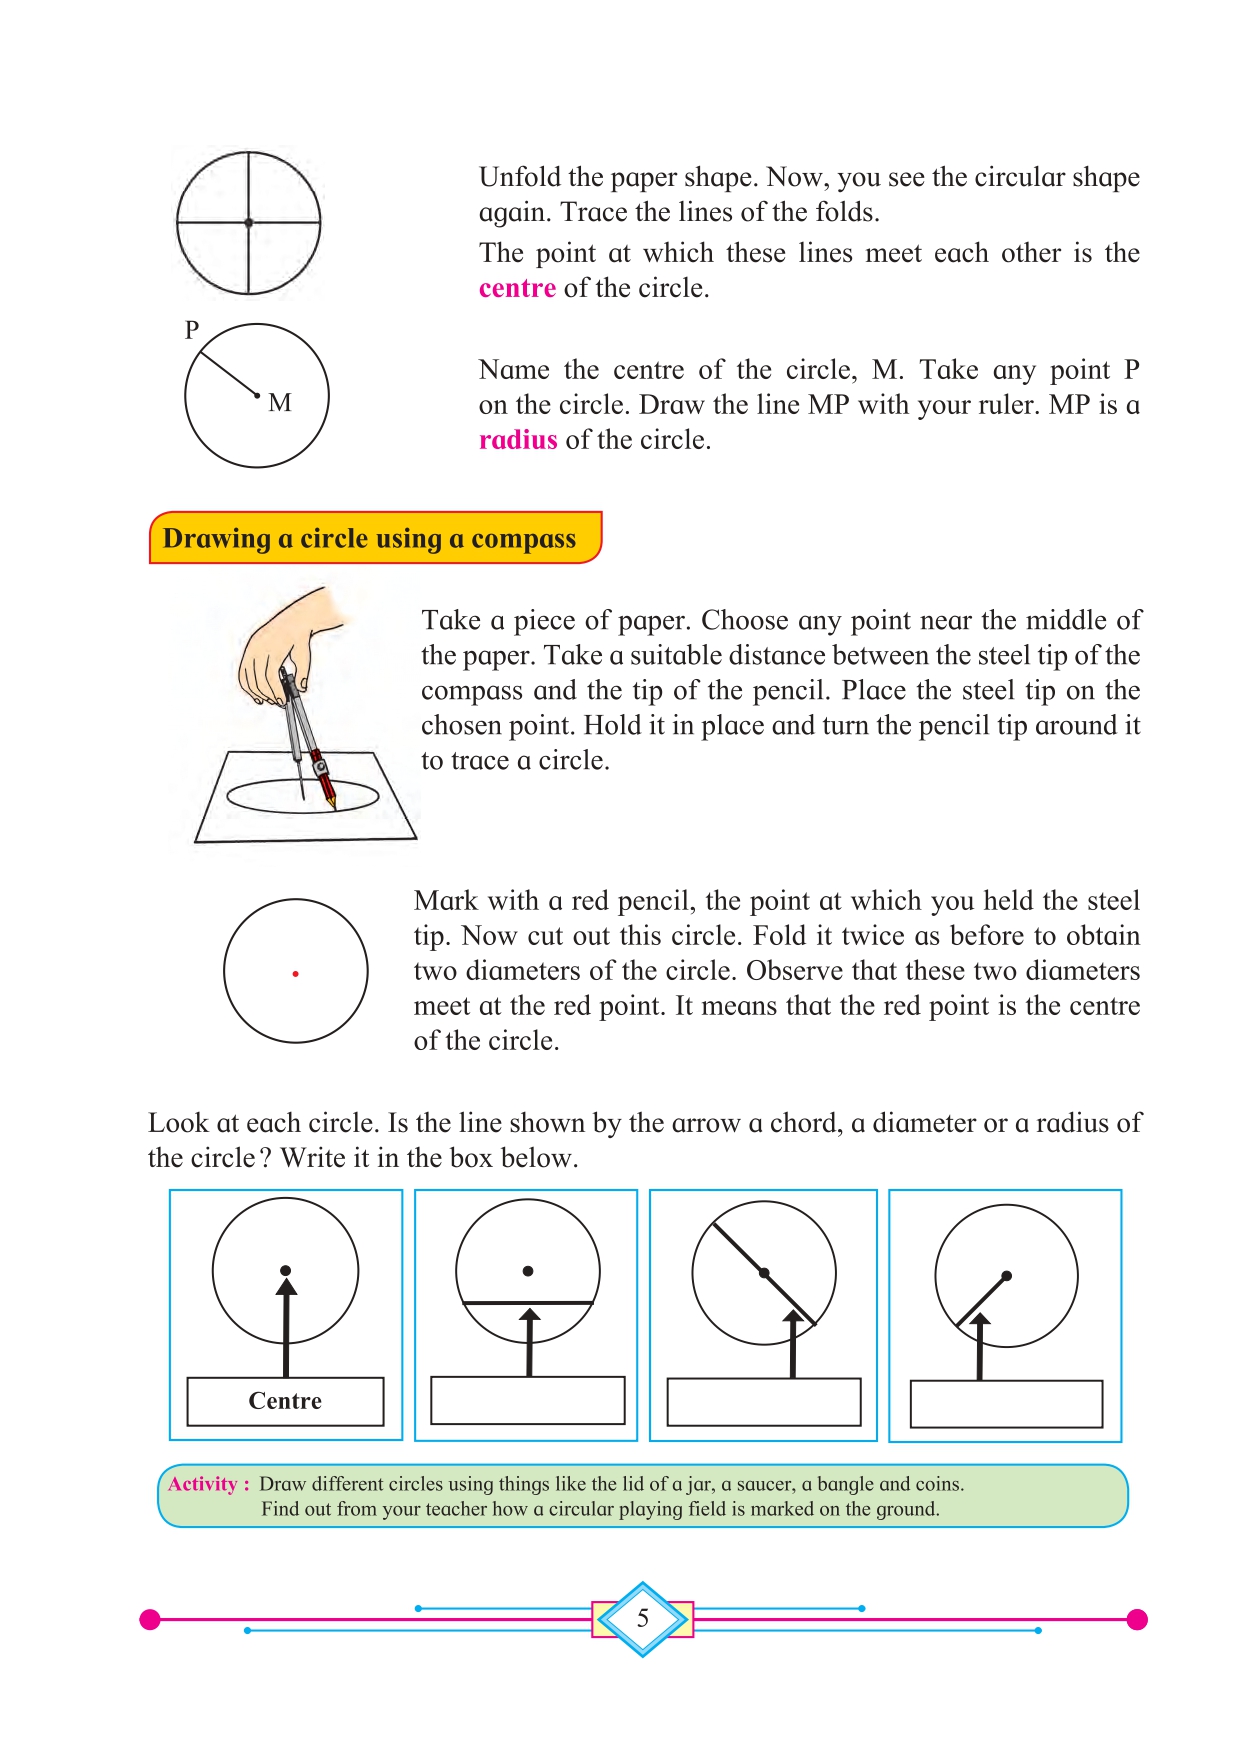 Unfold the paper shape. Now, you see the circular shape
again. Trace the lines of the folds.
The point at which these lines meet each other is the
centre of the circle.
P
M
Name the centre of the circle, M. Take any point P
on the circle. Draw the line MP with your ruler. MP is a
radius of the circle.
Drawing a circle using a compass
Take a piece of paper. Choose any point near the middle of
the paper. Take a suitable distance between the steel tip of the
compass and the tip of the pencil. Place the steel tip on the
chosen point. Hold it in place and turn the pencil tip around it
to trace a circle.
Mark with a red pencil, the point at which you held the steel
tip. Now cut out this circle. Fold it twice as before to obtain
two diameters of the circle. Observe that these two diameters
meet at the red point. It means that the red point is the centre
of the circle.
Look at each circle. Is the line shown by the arrow a chord, a diameter or a radius of
the circle? Write it in the box below.
Centre
Activity : Draw different circles using things like the lid of a jar, a saucer, a bangle and coins.
Find out from your teacher how a circular playing field is marked on the ground.
5